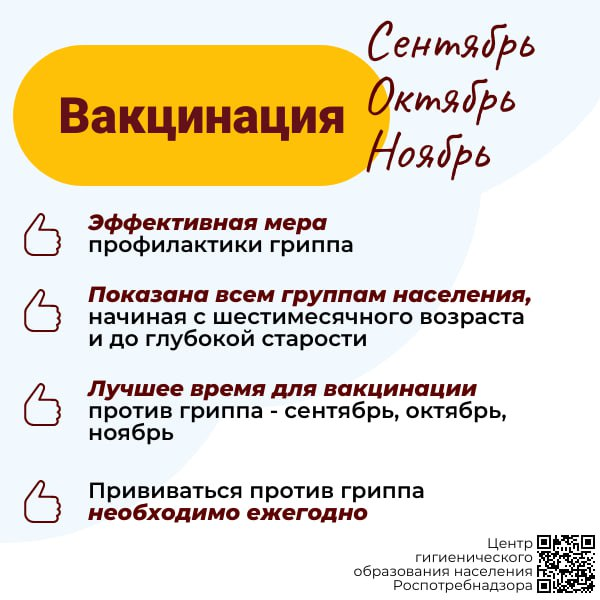 Сентябрь
Октябрь
Ноябрь
Вакцинация
Эффективная мера
профилактики гриппа
Показана всем группам населения,
начиная с шестимесячного возраста
и до глубокой старости
Лучшее время для вакцинации
против гриппа - сентябрь, октябрь,
ноябрь
Прививаться против гриппа
необходимо ежегодно
Центр
гигиенического
образования населения
Роспотребнадзора